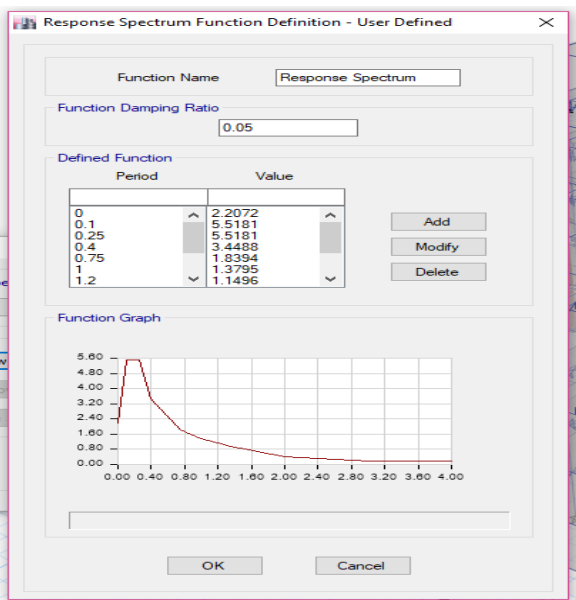 Response Spectrum Function Definition - User Defined
Function Name Response Spectrum
Function Damping Ratio
0.05
Defined Function
Period Value
0 2.2072
0.1 5.5181
0.25 5.5181
0.4 3.4488
0.75 1.8394
1 1.3795
1.2 1.1496
Add
Modify
Delete
Function Graph
5.60
4.80
4.00
3.20
2.40
1.60
0.80
0.00
0.00 0.40 0.80 1.20 1.60 2.00 2.40 2.80 3.20 3.60 4.00
OK Cancel